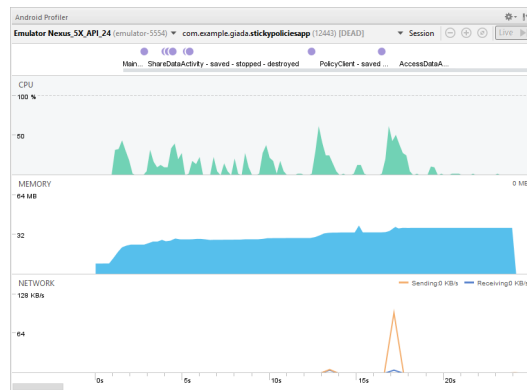 Android Profiler
Emulator Nexus_5X_API_24 (emulator-5554) com.example.giada.stickypoliciesapp (12443) [DEAD] Session Live
Main... ShareDataActivity - saved - stopped - destroyed PolicyClient - saved ... AccessDataA...
CPU
100 %
50
MEMORY 0 MB
64 MB
32
NETWORK Sending:0 KB/s Receiving:0 KB/s
128 KB/s
64
0s 5s 10s 15s 20s